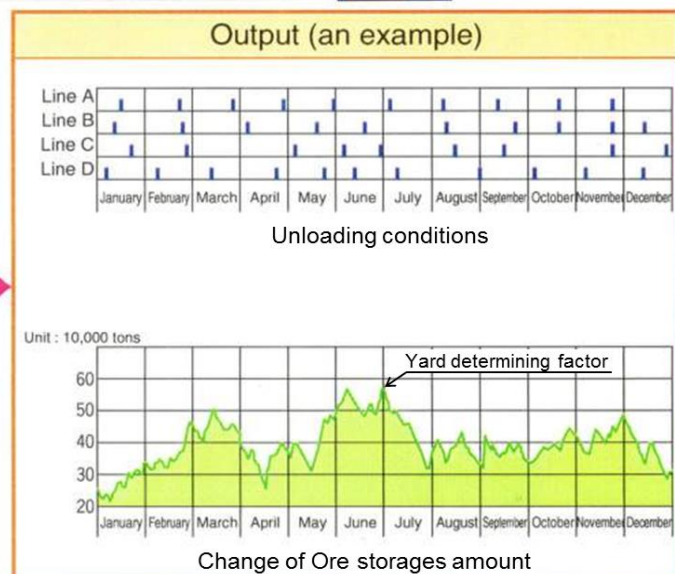 Output (an example)
Line A
Line B
Line C
Line D
January February March April May June July August September October November December
Unloading conditions
Unit : 10,000 tons
Yard determining factor
60
50
40
30
20
January February March April May June July August September October November December
Change of Ore storages amount